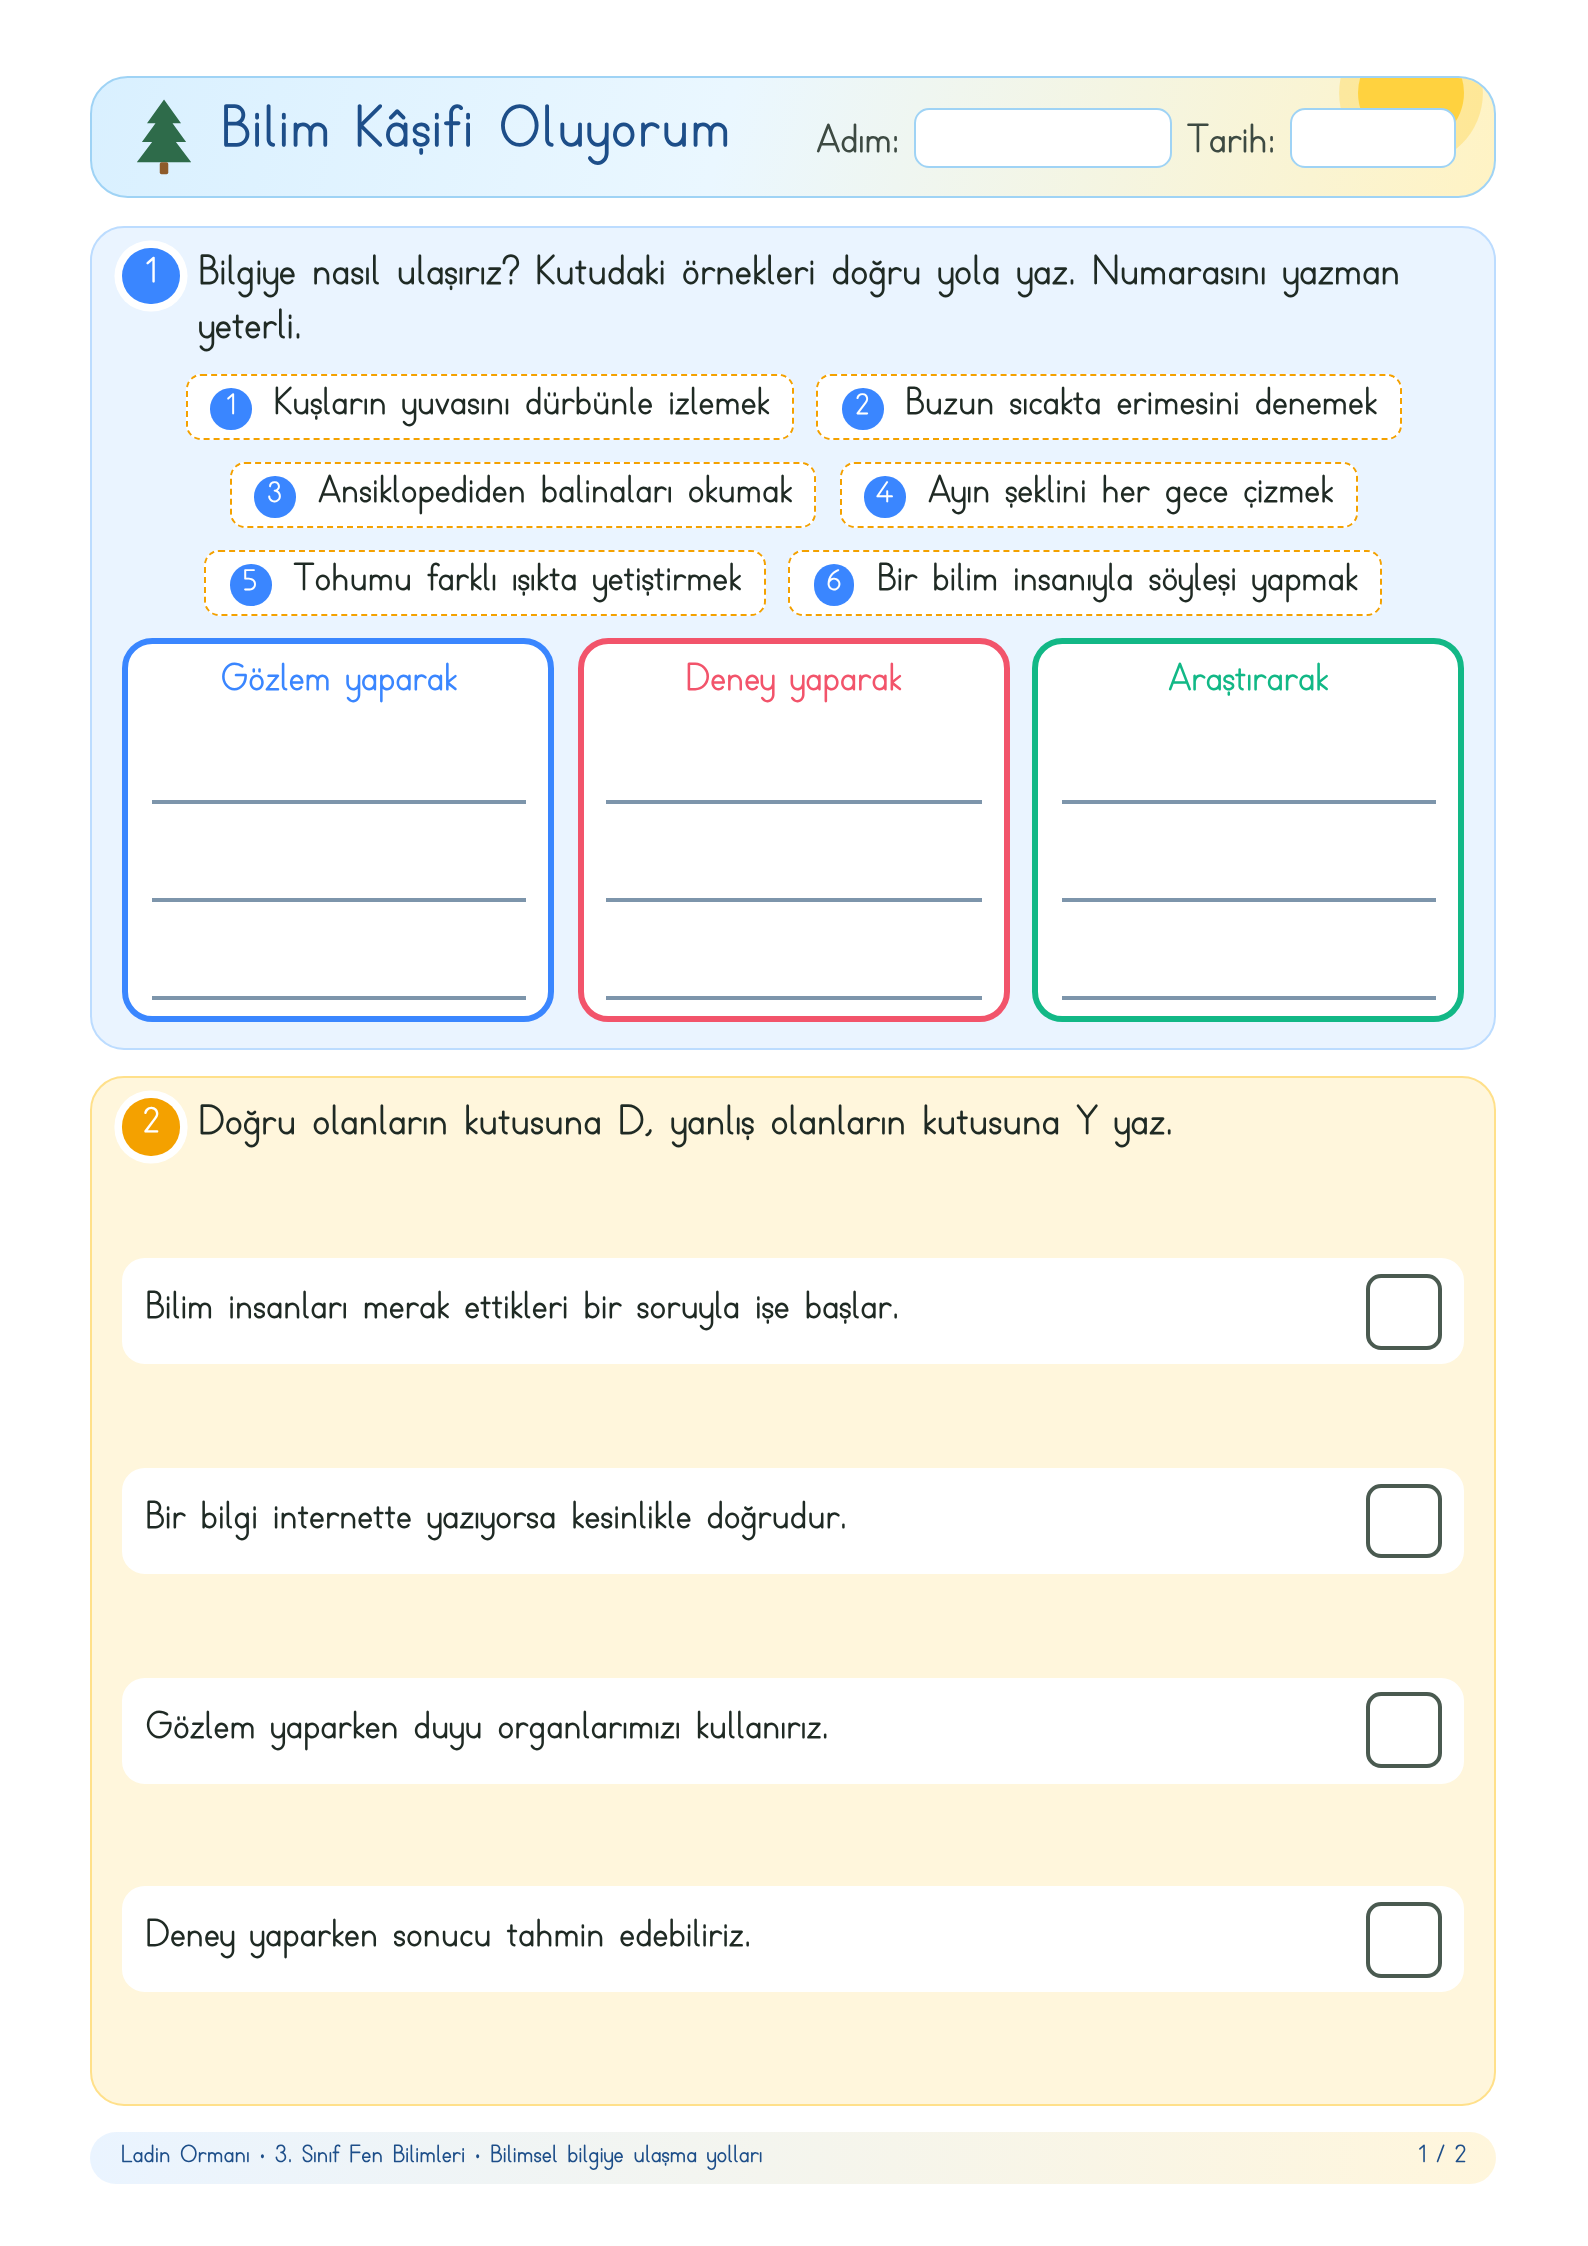 Bilim Kâşifi Oluyorum
Adım:
Tarih:
1
Bilgiye nasıl ulaşırız? Kutudaki örnekleri doğru yola yaz. Numarasını yazman
yeterli.
1 Kuşların yuvasını dürbünle izlemek
2 Buzun sıcakta erimesini denemek
3 Ansiklopediden balinaları okumak
4 Ayın şeklini her gece çizmek
5 Tohumu farklı ışıkta yetiştirmek
6 Bir bilim insanıyla söyleşi yapmak
Gözlem yaparak
Deney yaparak
Araştırarak
2
Doğru olanların kutusuna D, yanlış olanların kutusuna Y yaz.
Bilim insanları merak ettikleri bir soruyla işe başlar.
Bir bilgi internette yazıyorsa kesinlikle doğrudur.
Gözlem yaparken duyu organlarımızı kullanırız.
Deney yaparken sonucu tahmin edebiliriz.
Ladin Ormanı • 3. Sınıf Fen Bilimleri • Bilimsel bilgiye ulaşma yolları
1 / 2